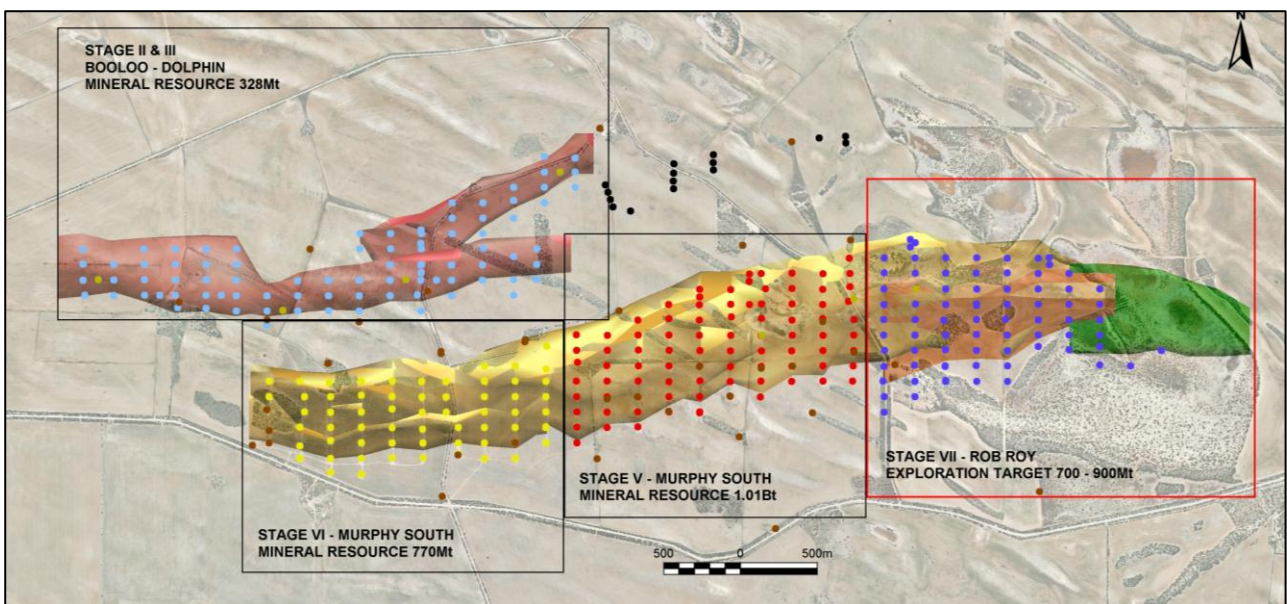 N
STAGE II & III
BOOLOO - DOLPHIN
MINERAL RESOURCE 328Mt
STAGE VII - ROB ROY
EXPLORATION TARGET 700 - 900Mt
STAGE V - MURPHY SOUTH
MINERAL RESOURCE 1.01Bt
STAGE VI - MURPHY SOUTH
MINERAL RESOURCE 770Mt
500 0 500m